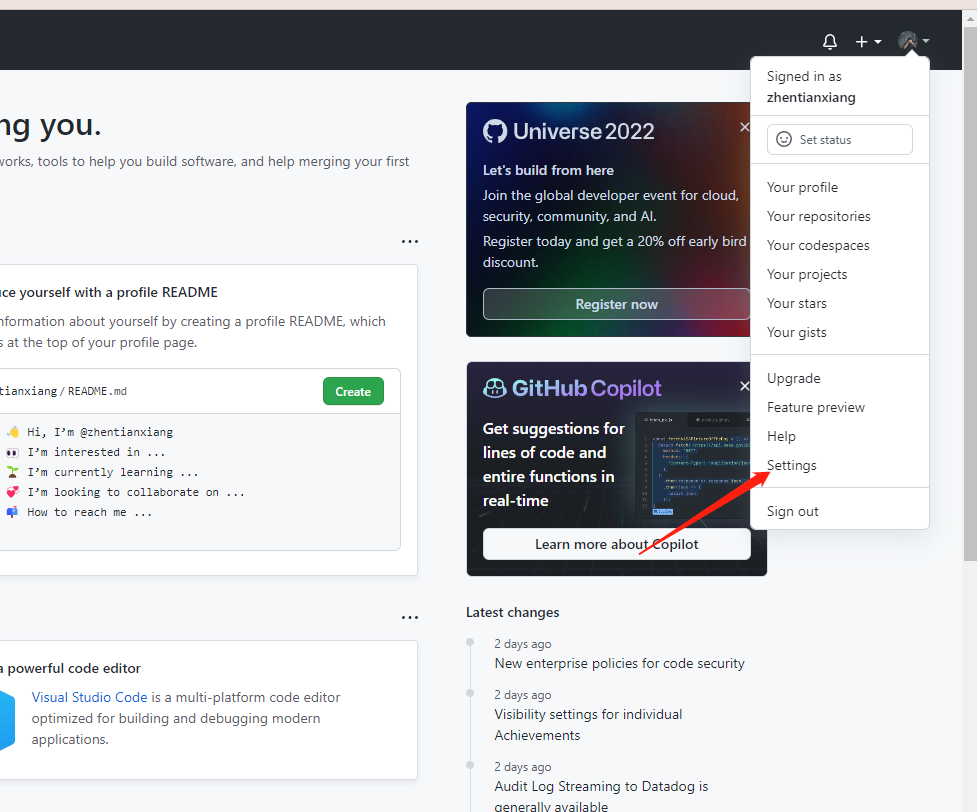 Signed in as
zhentianxiang
Set status
Your profile
Your repositories
Your codespaces
Your projects
Your stars
Your gists
Upgrade
Feature preview
Help
Settings
Sign out
ng you.
works, tools to help you build software, and help merging your first
ce yourself with a profile README
nformation about yourself by creating a profile README, which
s at the top of your profile page.
tianxiang/README.md
Create
👋 Hi, I’m @zhentianxiang
👀 I’m interested in ...
🌱 I’m currently learning ...
💞️ I’m looking to collaborate on ...
📫 How to reach me ...
a powerful code editor
Visual Studio Code is a multi-platform code editor
optimized for building and debugging modern
applications.
Universe 2022
Let's build from here
Join the global developer event for cloud,
security, community, and AI.
Register today and get a 20% off early bird
discount.
Register now
GitHub Copilot
Get suggestions for
lines of code and
entire functions in
real-time
Learn more about Copilot
Latest changes
2 days ago
New enterprise policies for code security
2 days ago
Visibility settings for individual
Achievements
2 days ago
Audit Log Streaming to Datadog is
generally available